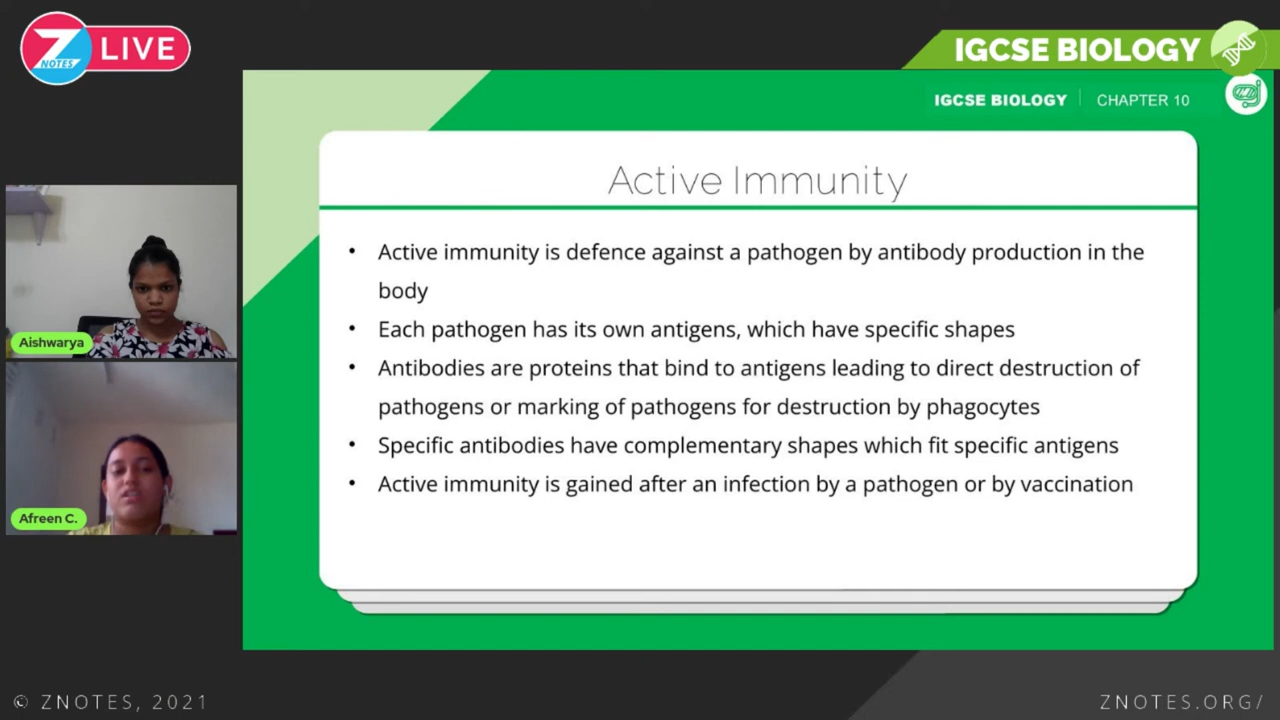 Z
NOTES
LIVE
IGCSE BIOLOGY
IGCSE BIOLOGY | CHAPTER 10
Active Immunity
• Active immunity is defence against a pathogen by antibody production in the
body
• Each pathogen has its own antigens, which have specific shapes
• Antibodies are proteins that bind to antigens leading to direct destruction of
pathogens or marking of pathogens for destruction by phagocytes
• Specific antibodies have complementary shapes which fit specific antigens
• Active immunity is gained after an infection by a pathogen or by vaccination
Aishwarya
Afreen C.
© ZNOTES, 2021
ZNOTES.ORG/